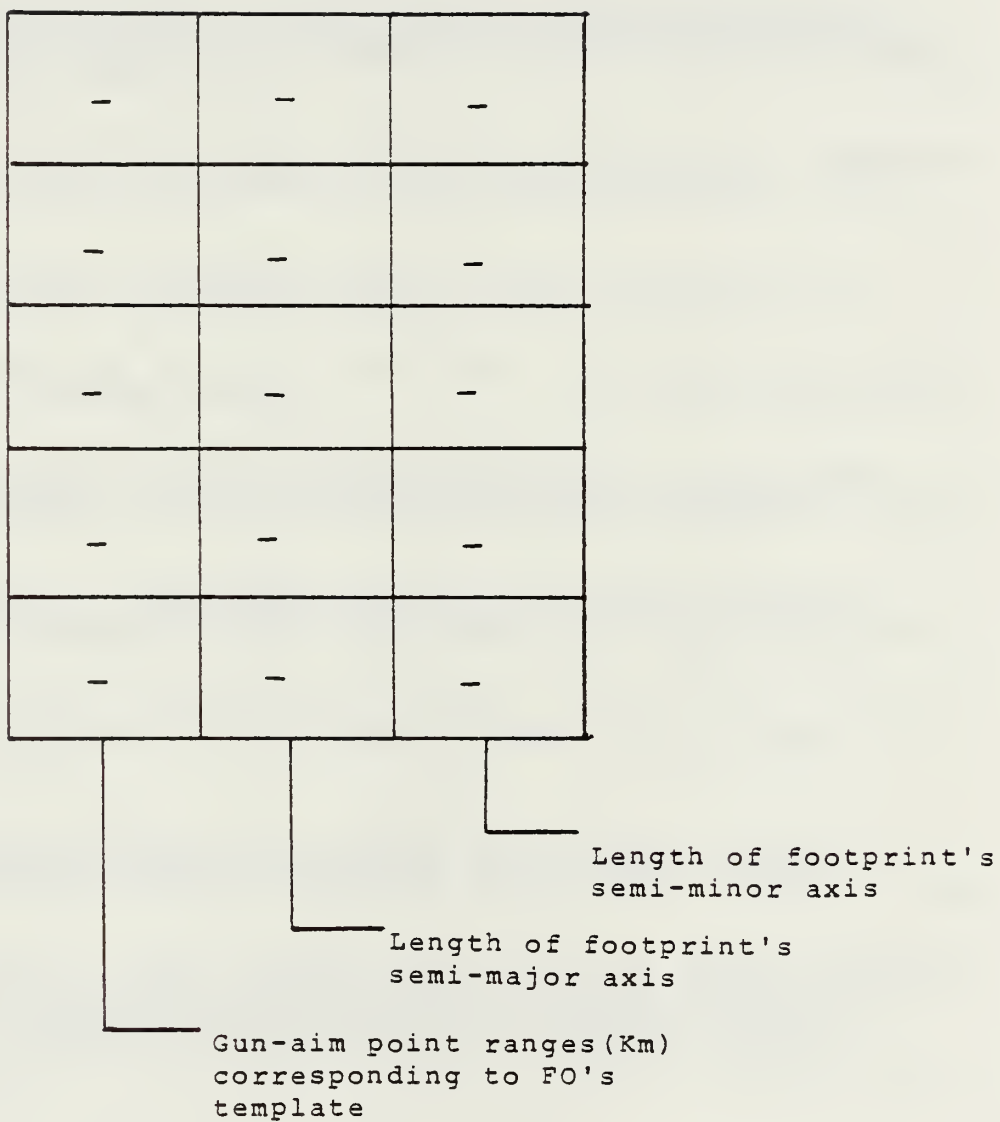 - - -
- - -
- - -
- - -
- - -
Length of footprint's
semi-minor axis
Length of footprint's
semi-major axis
Gun-aim point ranges(Km)
corresponding to FO's
template